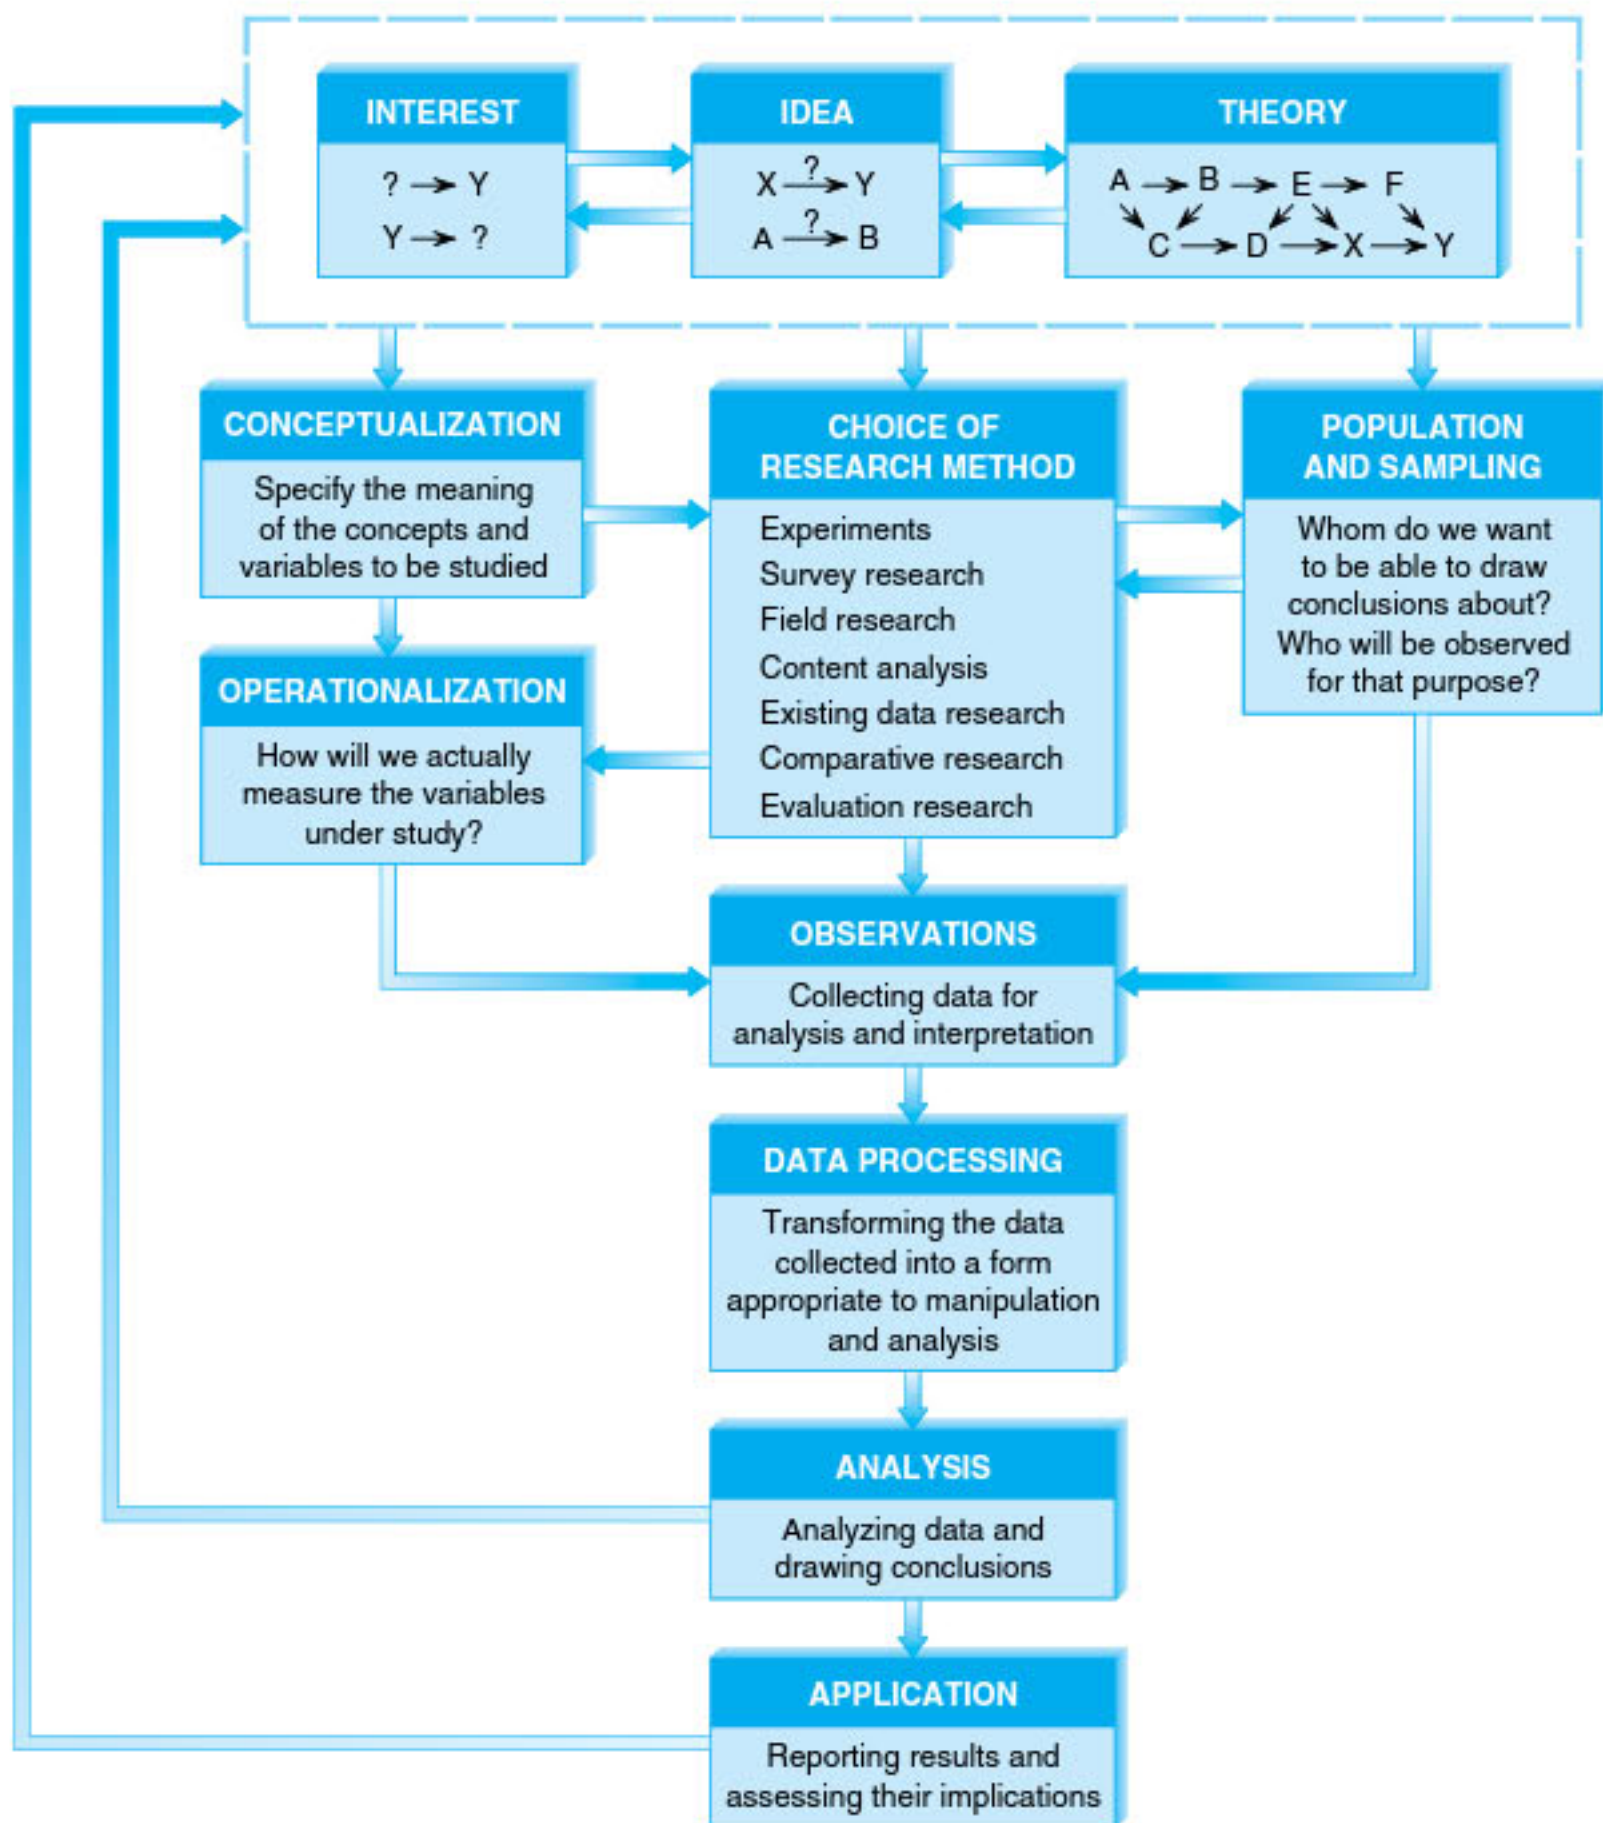 INTEREST
? → Y
Y → ?
IDEA
?
X → Y
?
A → B
THEORY
A → B → E → F
C → D → X → Y
CONCEPTUALIZATION
Specify the meaning
of the concepts and
variables to be studied
OPERATIONALIZATION
How will we actually
measure the variables
under study?
CHOICE OF
RESEARCH METHOD
Experiments
Survey research
Field research
Content analysis
Existing data research
Comparative research
Evaluation research
POPULATION
AND SAMPLING
Whom do we want
to be able to draw
conclusions about?
Who will be observed
for that purpose?
OBSERVATIONS
Collecting data for
analysis and interpretation
DATA PROCESSING
Transforming the data
collected into a form
appropriate to manipulation
and analysis
ANALYSIS
Analyzing data and
drawing conclusions
APPLICATION
Reporting results and
assessing their implications